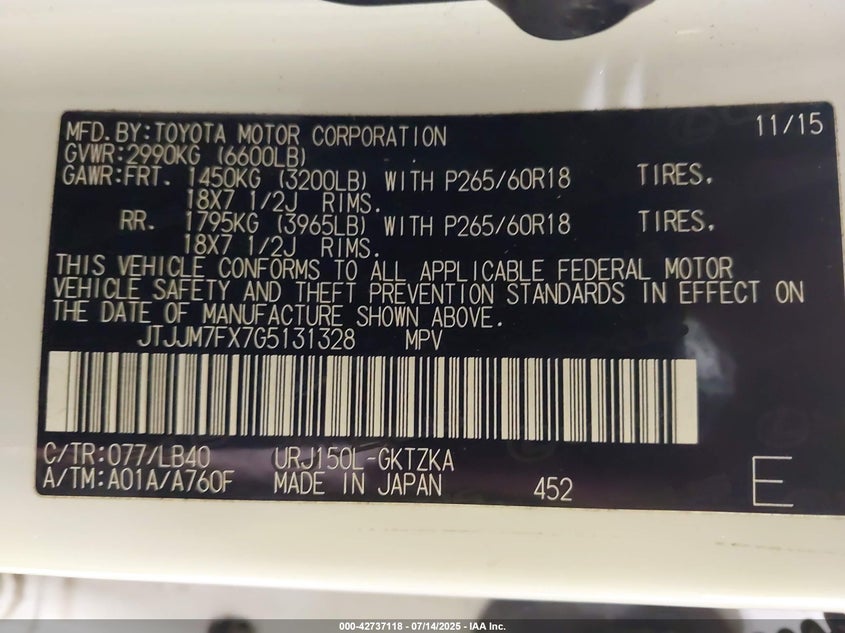 MFD.BY:TOYOTA MOTOR CORPORATION 11/15
GVWR:2990KG (6600LB)
GAWR:FRT. 1450KG (3200LB) WITH P265/60R18 TIRES.
18X7 1/2J RIMS.
RR. 1795KG (3965LB) WITH P265/60R18 TIRES.
18X7 1/2J RIMS.
THIS VEHICLE CONFORMS TO ALL APPLICABLE FEDERAL MOTOR
VEHICLE SAFETY AND THEFT PREVENTION STANDARDS IN EFFECT ON
THE DATE OF MANUFACTURE SHOWN ABOVE.
JTJJM7FX7G5131328 MPV
C/TR:077/LB40 URJ150L-GKTZKA
A/TM:A01A/A760F MADE IN JAPAN 452 E
000-42737118 - 07/14/2025 - IAA Inc.